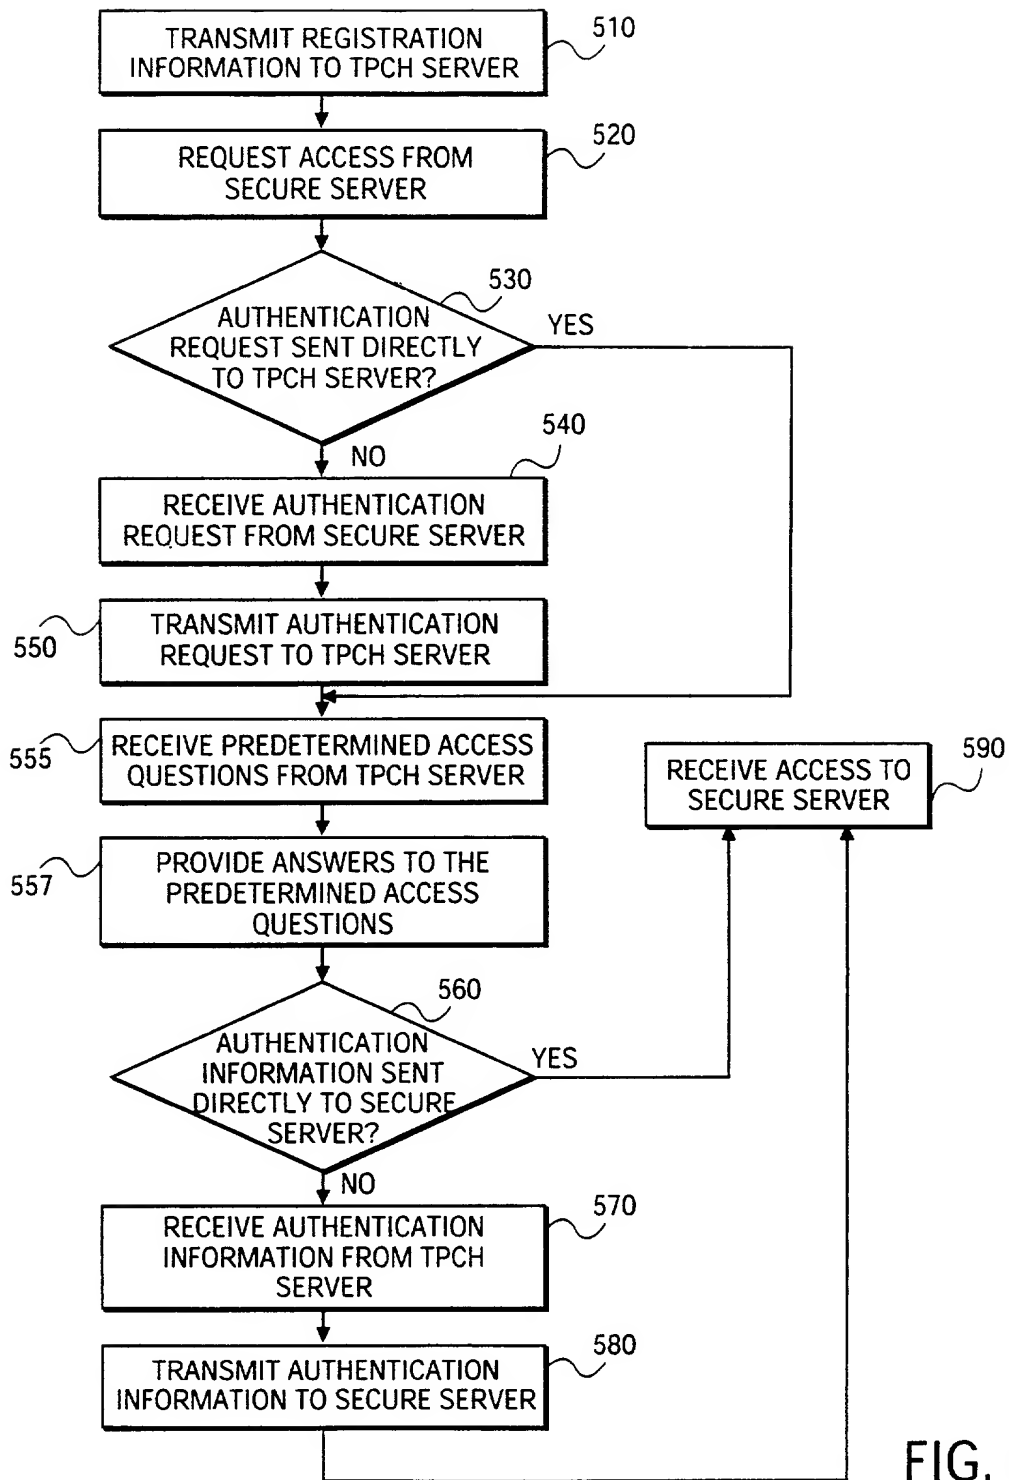 TRANSMIT REGISTRATION
INFORMATION TO TPCH SERVER
510
REQUEST ACCESS FROM
SECURE SERVER
520
530
AUTHENTICATION
REQUEST SENT DIRECTLY
TO TPCH SERVER?
YES
NO
540
RECEIVE AUTHENTICATION
REQUEST FROM SECURE SERVER
550
TRANSMIT AUTHENTICATION
REQUEST TO TPCH SERVER
555
RECEIVE PREDETERMINED ACCESS
QUESTIONS FROM TPCH SERVER
590
RECEIVE ACCESS TO
SECURE SERVER
557
PROVIDE ANSWERS TO THE
PREDETERMINED ACCESS
QUESTIONS
560
AUTHENTICATION
INFORMATION SENT
DIRECTLY TO SECURE
SERVER?
YES
NO
570
RECEIVE AUTHENTICATION
INFORMATION FROM TPCH
SERVER
580
TRANSMIT AUTHENTICATION
INFORMATION TO SECURE SERVER
FIG.